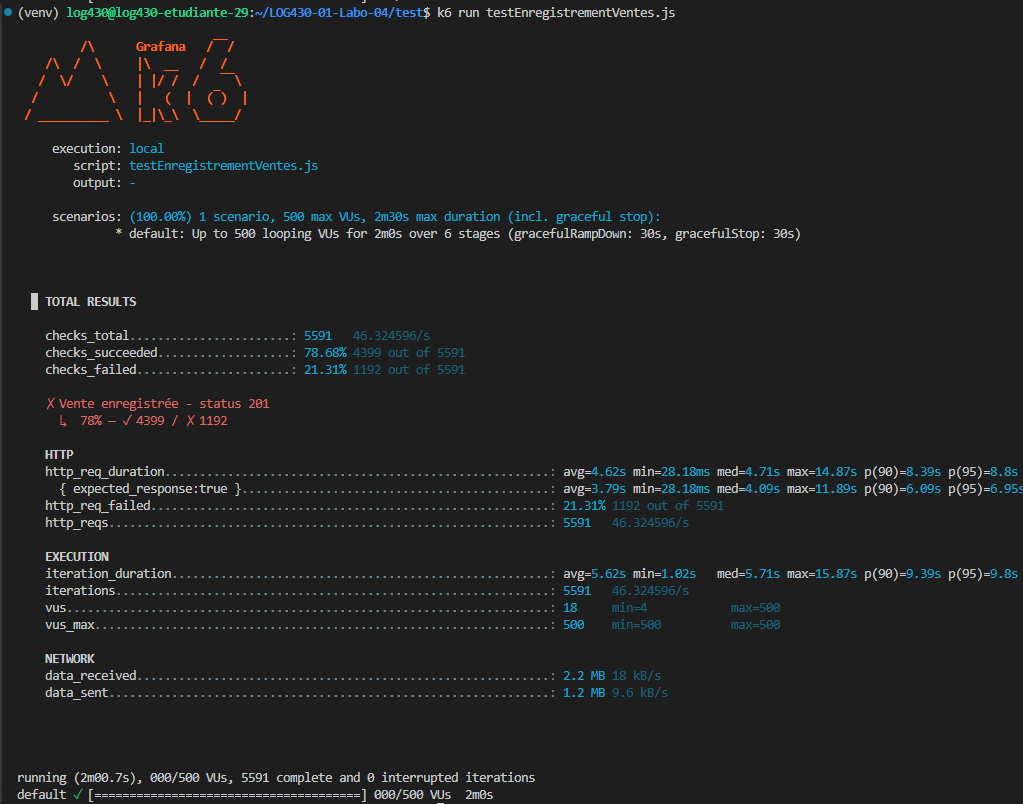 (venv) log430@log430-etudiante-29:~/LOG430-01-Labo-04/test$ k6 run testEnregistrementVentes.js
Grafana
execution: local
script: testEnregistrementVentes.js
output: -
scenarios: (100.00%) 1 scenario, 500 max VUs, 2m30s max duration (incl. graceful stop):
* default: Up to 500 looping VUs for 2m0s over 6 stages (gracefulRampDown: 30s, gracefulStop: 30s)
TOTAL RESULTS
checks_total.......................: 5591 46.324596/s
checks_succeeded...................: 78.68% 4399 out of 5591
checks_failed......................: 21.31% 1192 out of 5591
✗ Vente enregistrée - status 201
↳ 78% — ✓ 4399 / ✗ 1192
HTTP
http_req_duration.......................................................: avg=4.62s min=28.18ms med=4.71s max=14.87s p(90)=8.39s p(95)=8.8s
{ expected_response:true }............................................: avg=3.79s min=28.18ms med=4.09s max=11.89s p(90)=6.09s p(95)=6.95s
http_req_failed.........................................................: 21.31% 1192 out of 5591
http_reqs...............................................................: 5591 46.324596/s
EXECUTION
iteration_duration......................................................: avg=5.62s min=1.02s med=5.71s max=15.87s p(90)=9.39s p(95)=9.8s
iterations..............................................................: 5591 46.324596/s
vus.....................................................................: 18 min=4 max=500
vus_max.................................................................: 500 min=500 max=500
NETWORK
data_received...........................................................: 2.2 MB 18 kB/s
data_sent...............................................................: 1.2 MB 9.6 kB/s
running (2m00.7s), 000/500 VUs, 5591 complete and 0 interrupted iterations
default ✓ [======================================] 000/500 VUs 2m0s